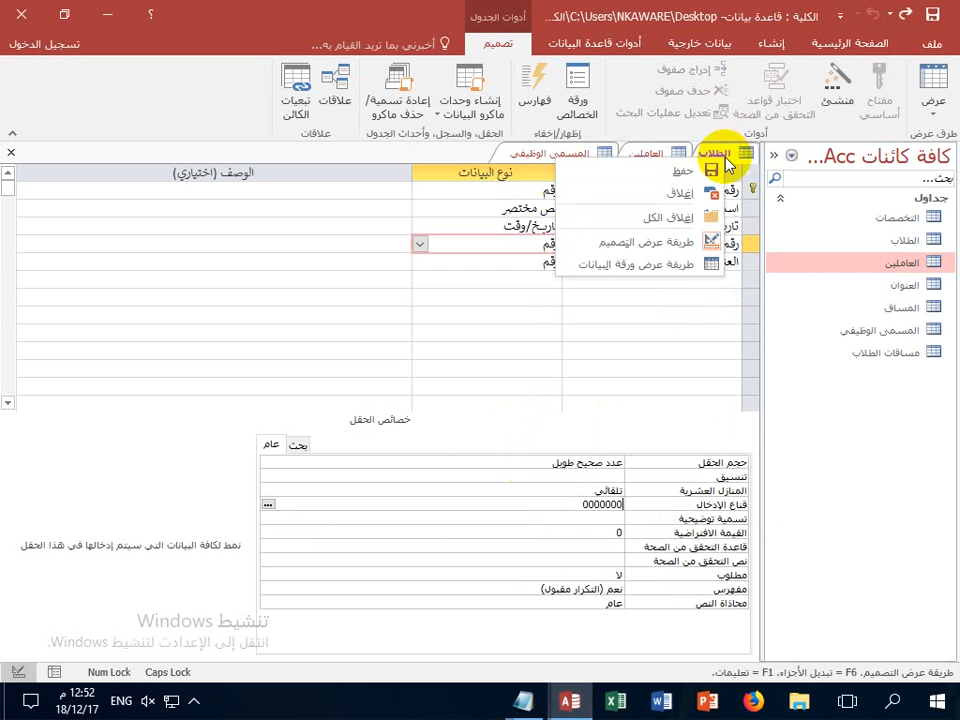 الكلية : قاعدة بيانات- C:\Users\NKAWARE\Desktop\الك...
أدوات الجدول
ملف
الصفحة الرئيسية
إنشاء
بيانات خارجية
أدوات قاعدة البيانات
تصميم
أخبرني بما تريد القيام به...
تسجيل الدخول
عرض
مفتاح أساسي
منشئ
اختبار قواعد التحقق من الصحة
إدراج صفوف
حذف صفوف
تعديل عمليات البحث
ورقة الخصائص
فهارس
إنشاء وحدات ماكرو البيانات
إعادة تسمية/ حذف ماكرو
علاقات
تبعيات الكائن
طرق عرض
أدوات
إظهار/إخفاء
الحقل، والسجل، وأحداث الجدول
علاقات
كافة كائنات Acc...
بحث...
جداول
التخصصات
الطلاب
العاملين
العنوان
المساق
المسمى الوظيفي
مساقات الطلاب
الطلاب
العاملين
المسمى الوظيفي
نوع البيانات
الوصف (اختياري)
حفظ
إغلاق
إغلاق الكل
طريقة عرض التصميم
طريقة عرض ورقة البيانات
خصائص الحقل
عام
بحث
حجم الحقل عدد صحيح طويل
تنسيق
المنازل العشرية تلقائي
قناع الإدخال 0000000
تسمية توضيحية
القيمة الافتراضية 0
قاعدة التحقق من الصحة
نص التحقق من الصحة
مطلوب لا
مفهرس نعم (التكرار مقبول)
محاذاة النص عام
نمط لكافة البيانات التي سيتم إدخالها في هذا الحقل
تنشيط Windows
انتقل إلى الإعدادت لتنشيط Windows.
طريقة عرض التصميم. F6 = تبديل الأجزاء. F1 = تعليمات.
Num Lock
Caps Lock
ENG
12:52 م
18/12/17